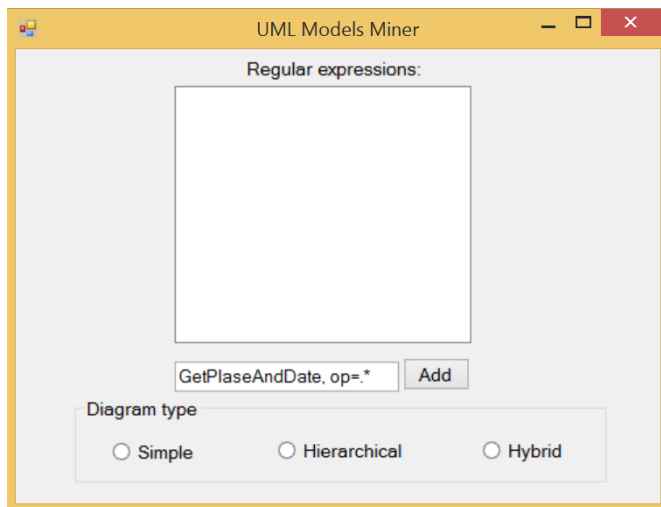 UML Models Miner
Regular expressions:
GetPlaseAndDate, op=.* Add
Diagram type
Simple Hierarchical Hybrid